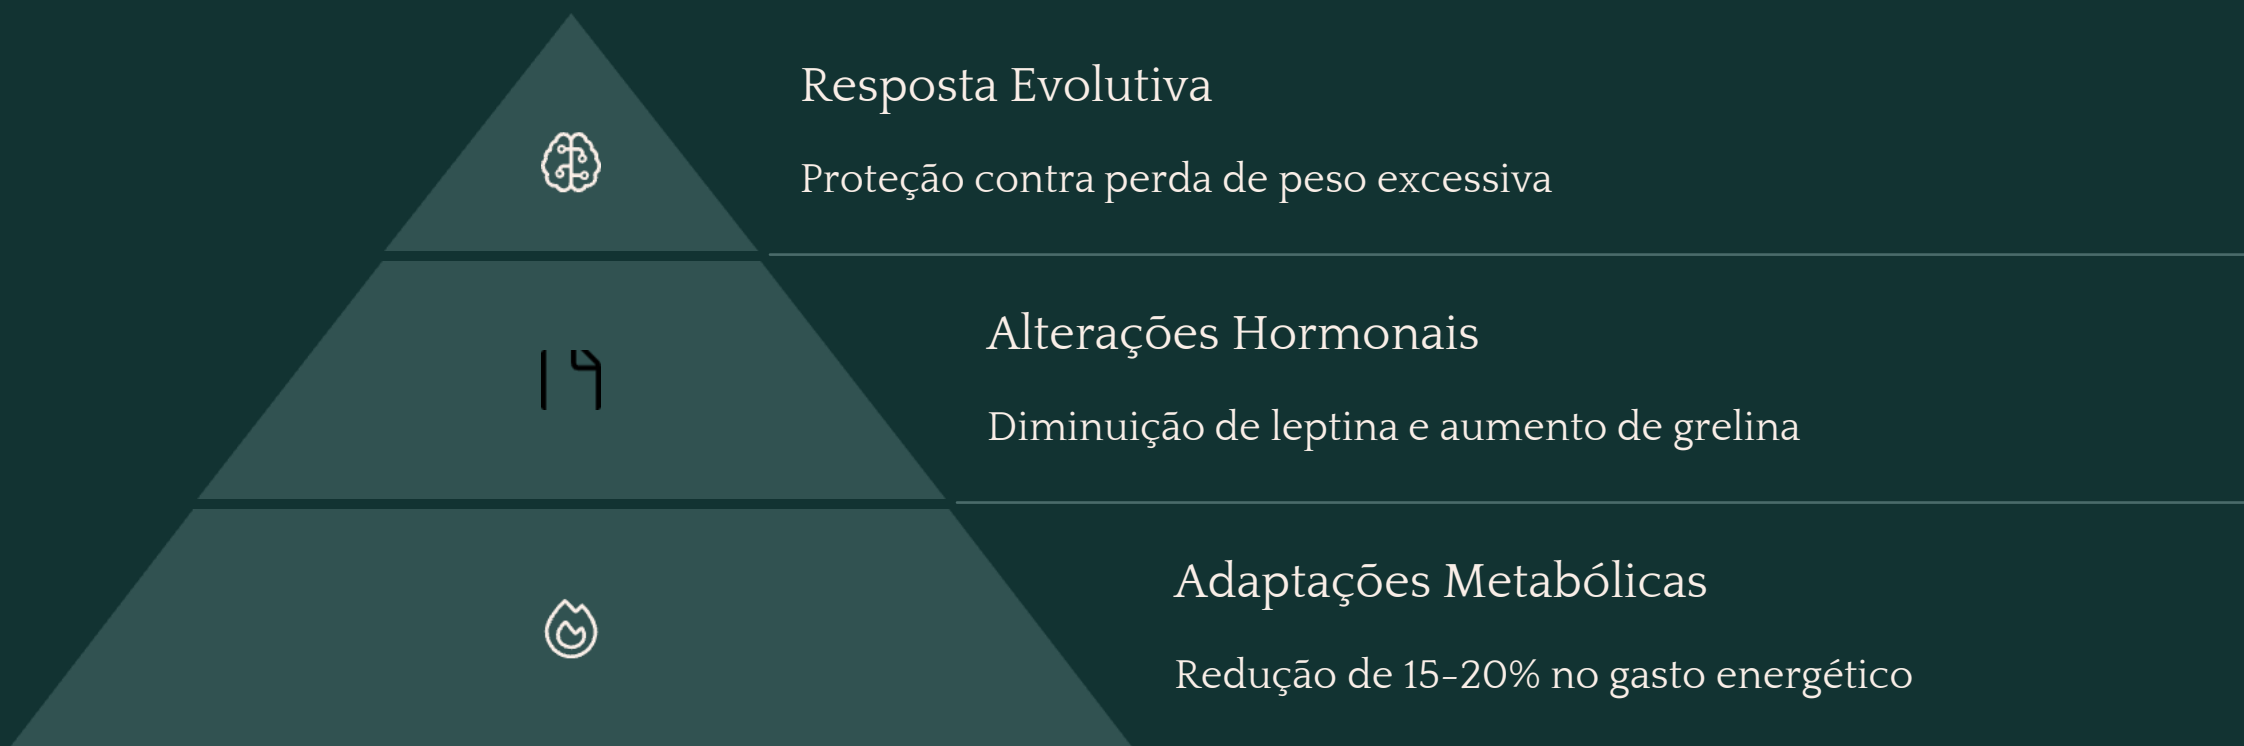 Resposta Evolutiva
Proteção contra perda de peso excessiva
Alterações Hormonais
Diminuição de leptina e aumento de grelina
Adaptações Metabólicas
Redução de 15-20% no gasto energético